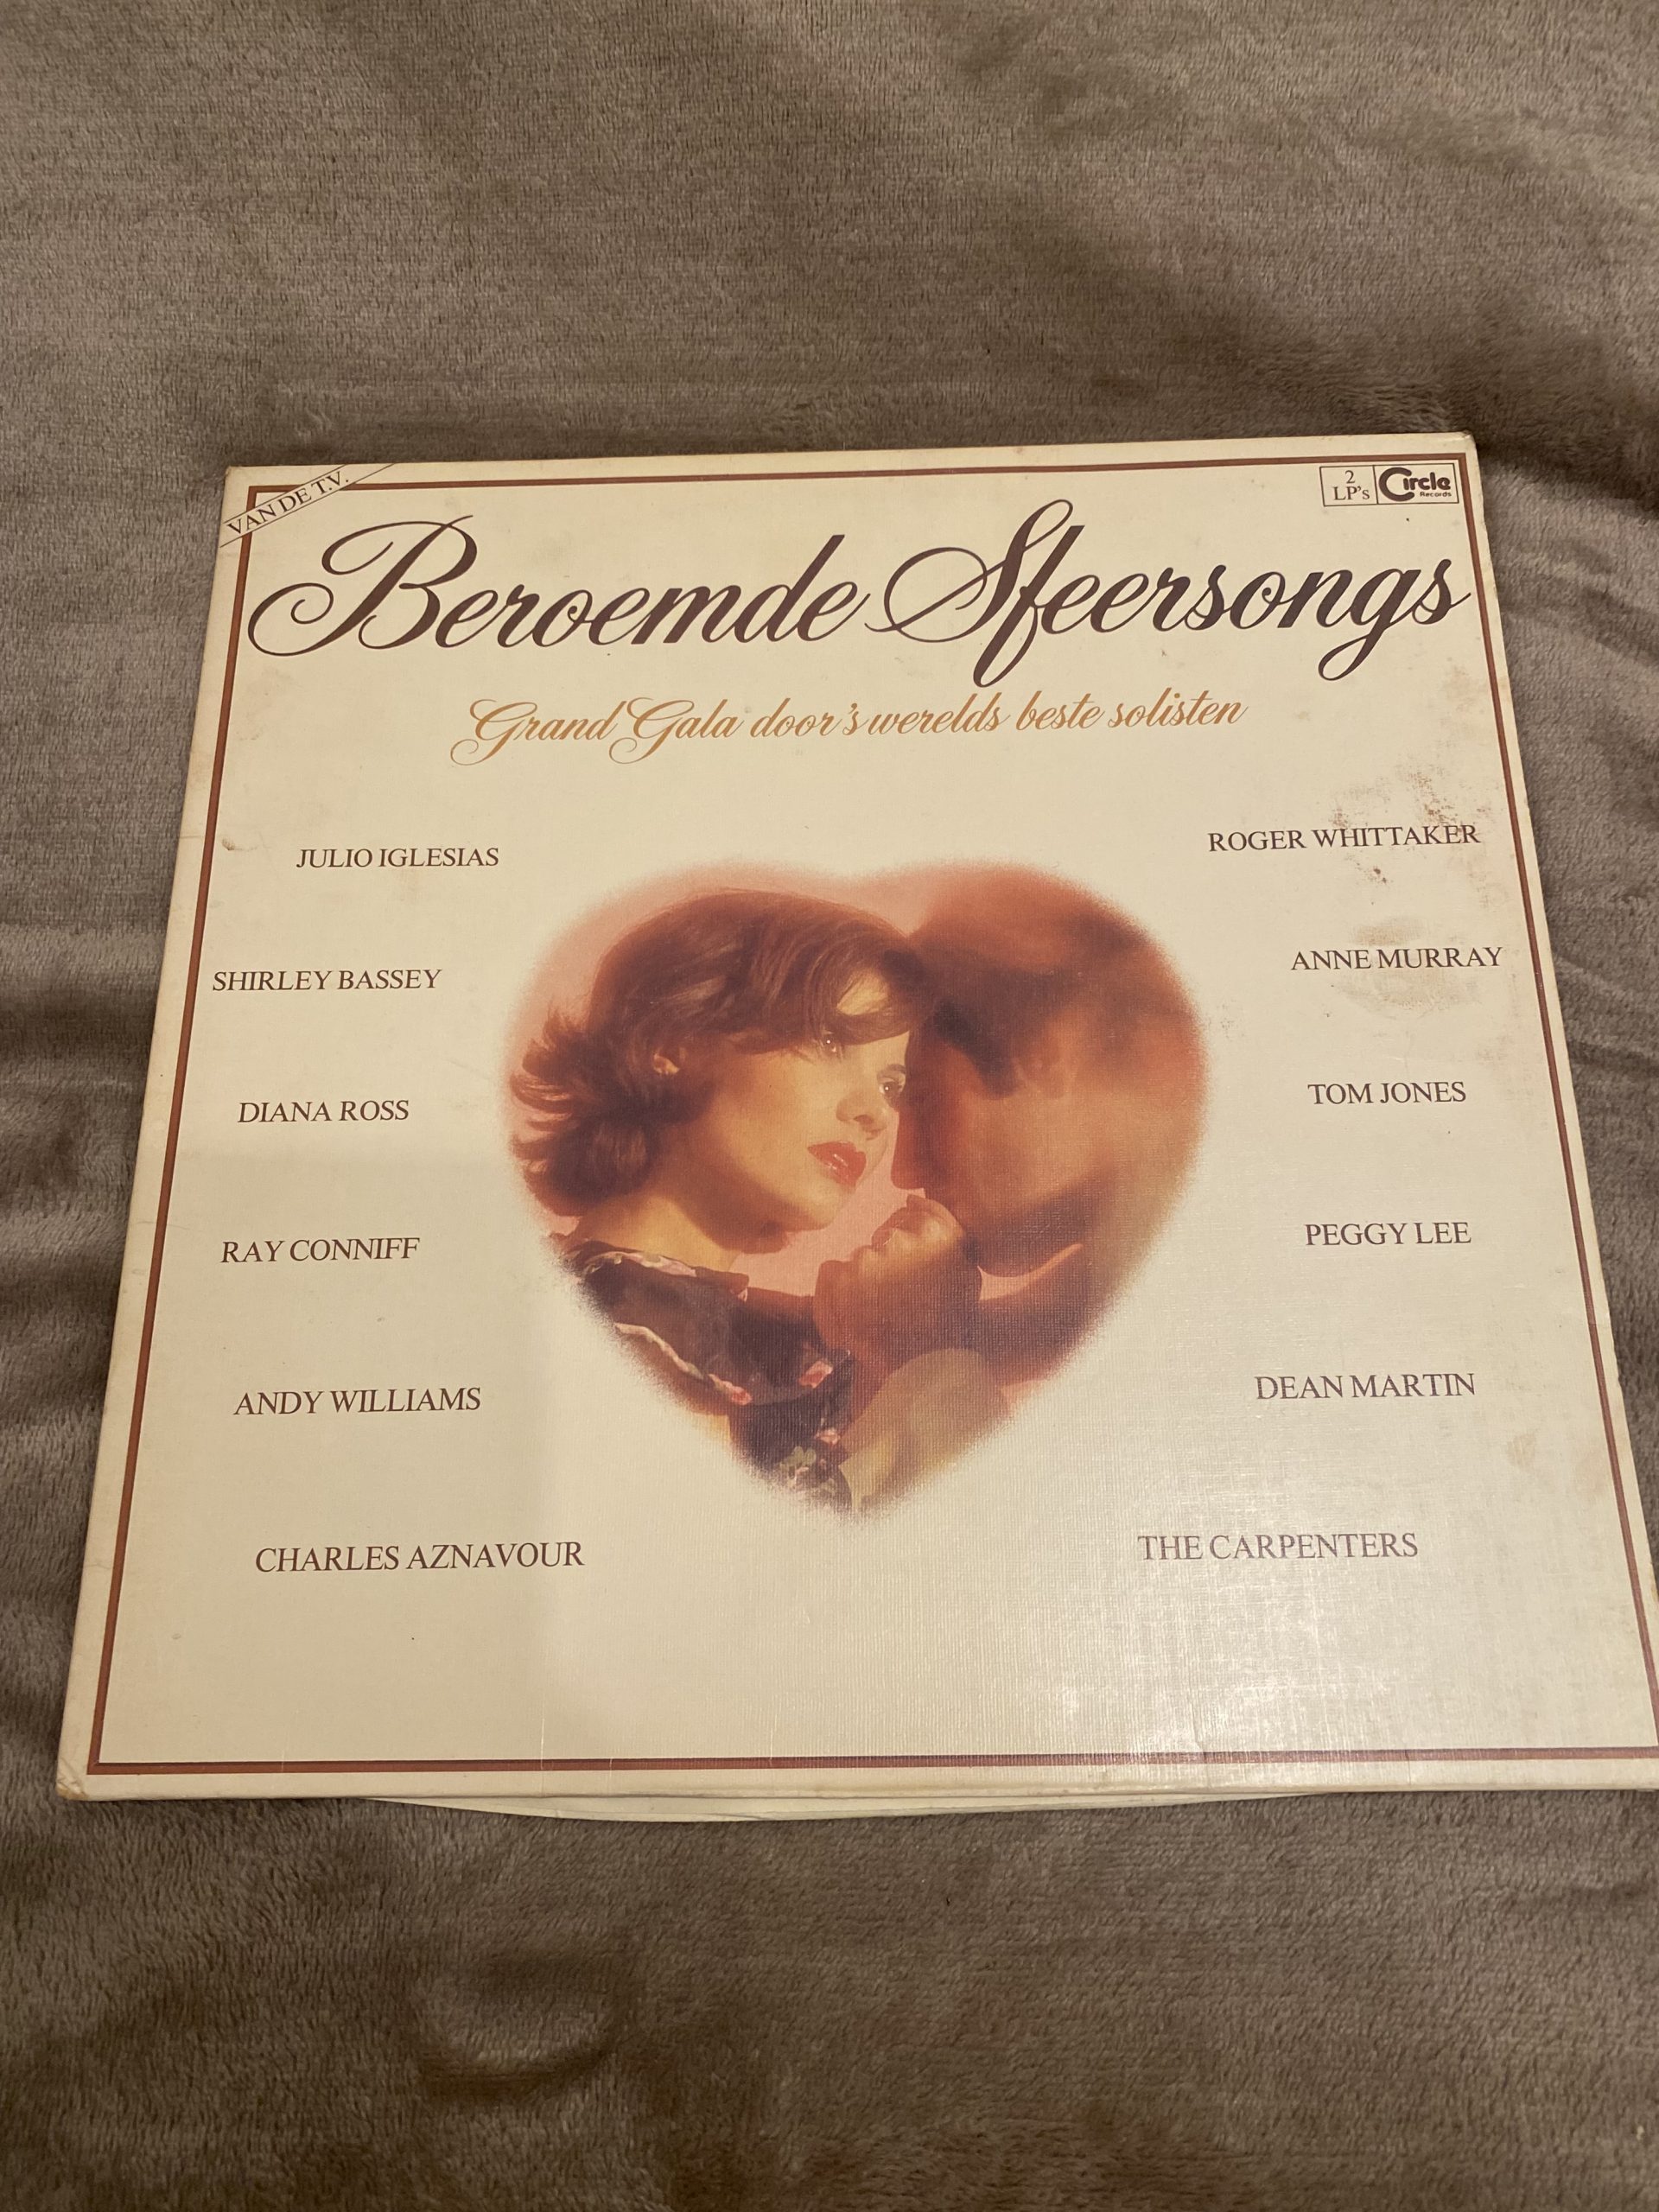 VAN DE T.V.
2
LP's
Circle
Records
Beroemde Sfeersongs
Grand Gala door's werelds beste solisten
JULIO IGLESIAS
SHIRLEY BASSEY
DIANA ROSS
RAY CONNIFF
ANDY WILLIAMS
CHARLES AZNAVOUR
ROGER WHITTAKER
ANNE MURRAY
TOM JONES
PEGGY LEE
DEAN MARTIN
THE CARPENTERS